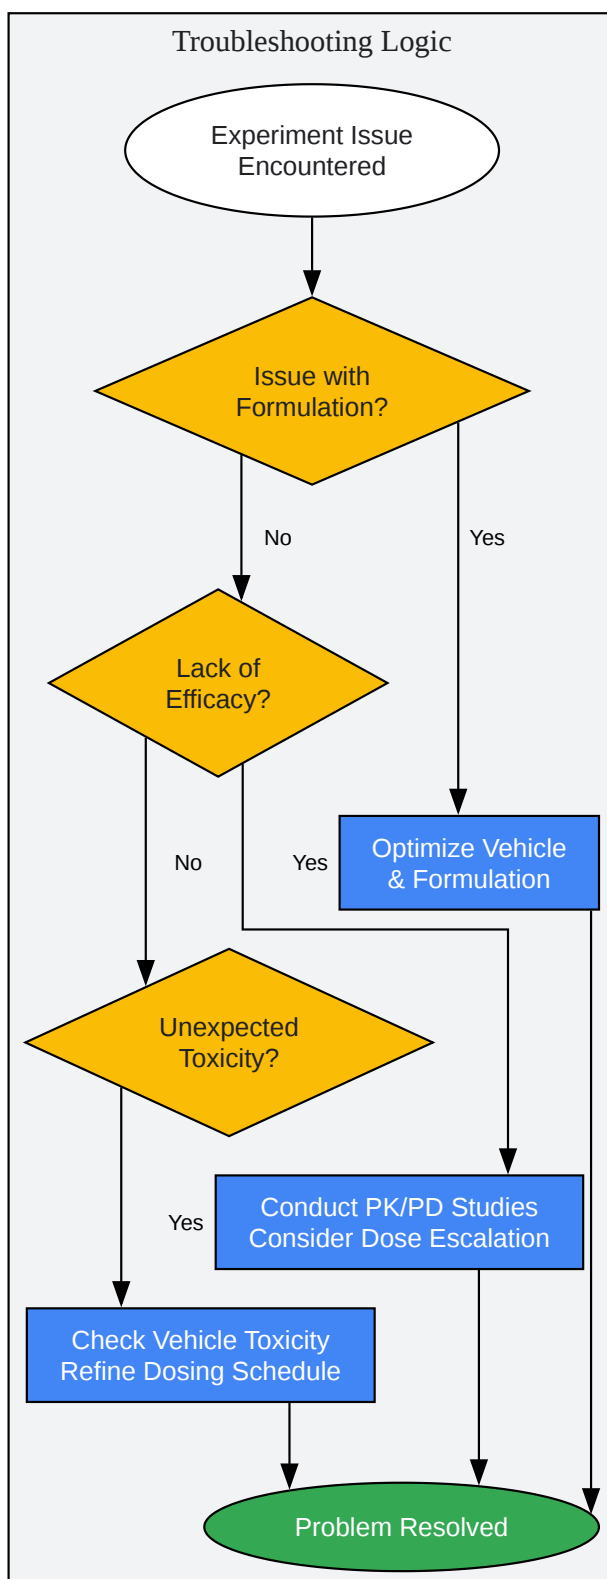 Troubleshooting Logic
Experiment Issue
Encountered
Issue with
Formulation?
No
Yes
Lack of
Efficacy?
No
Yes
Optimize Vehicle
& Formulation
Unexpected
Toxicity?
Yes
Conduct PK/PD Studies
Consider Dose Escalation
Check Vehicle Toxicity
Refine Dosing Schedule
Problem Resolved